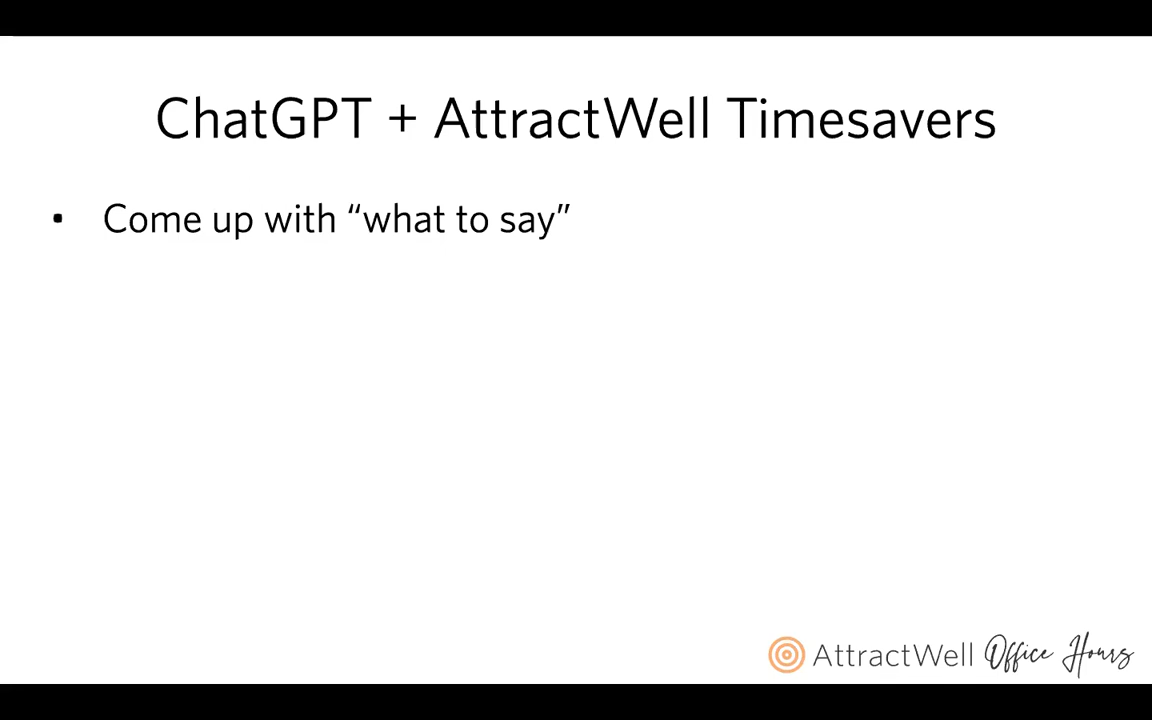 ChatGPT + AttractWell Timesavers
• Come up with “what to say”
AttractWell Office Hours